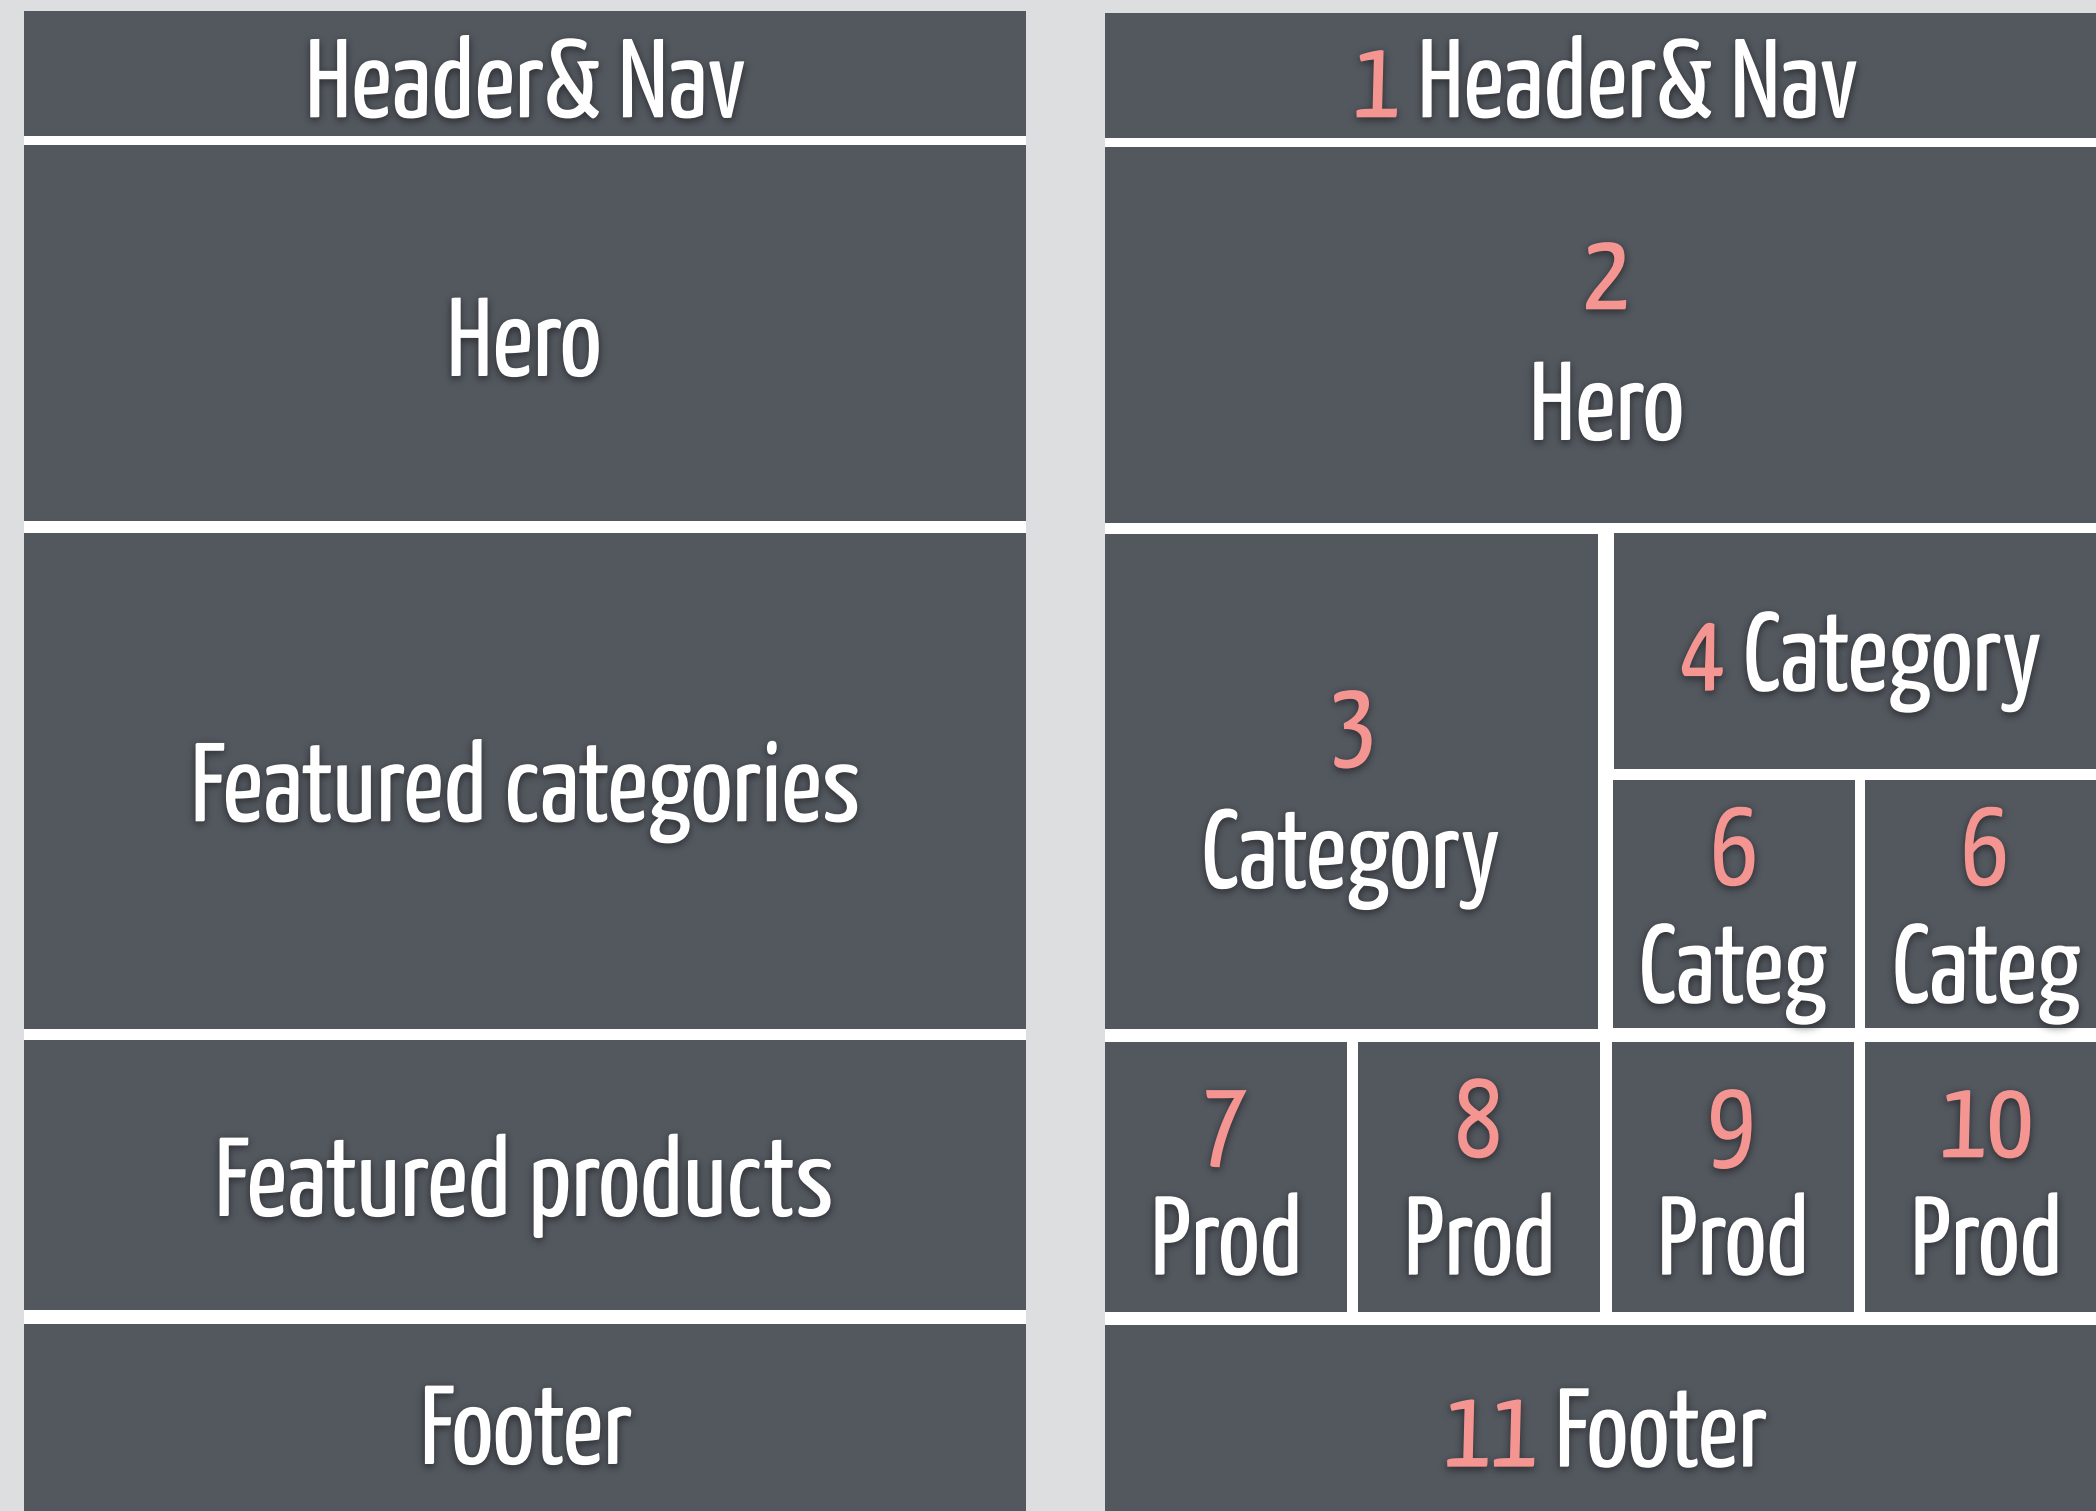 Header& Nav
Hero
Featured categories
Featured products
Footer
1 Header& Nav
2
Hero
3
Category
4 Category
6
Categ
6
Categ
7
Prod
8
Prod
9
Prod
10
Prod
11 Footer